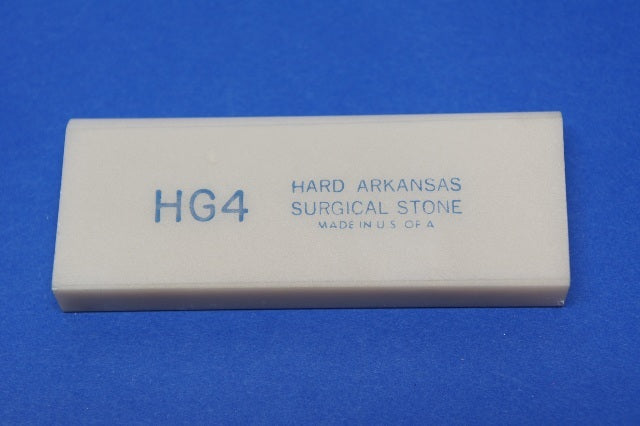 HG4
HARD ARKANSAS
SURGICAL STONE
MADE IN U.S. OF A